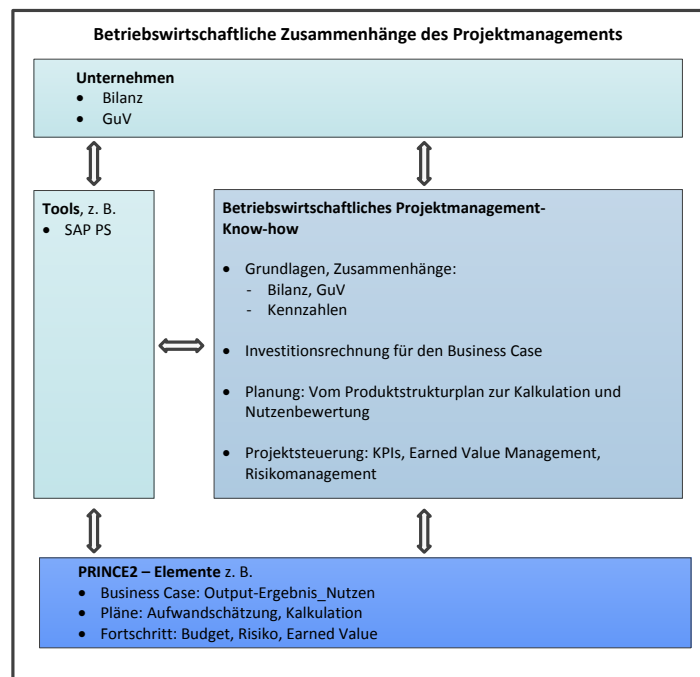 Betriebswirtschaftliche Zusammenhänge des Projektmanagements
Unternehmen
• Bilanz
• GuV
Tools, z. B.
• SAP PS
Betriebswirtschaftliches Projektmanagement-
Know-how
• Grundlagen, Zusammenhänge:
- Bilanz, GuV
- Kennzahlen
• Investitionsrechnung für den Business Case
• Planung: Vom Produktstrukturplan zur Kalkulation und
Nutzenbewertung
• Projektsteuerung: KPIs, Earned Value Management,
Risikomanagement
PRINCE2 – Elemente z. B.
• Business Case: Output-Ergebnis_Nutzen
• Pläne: Aufwandschätzung, Kalkulation
• Fortschritt: Budget, Risiko, Earned Value